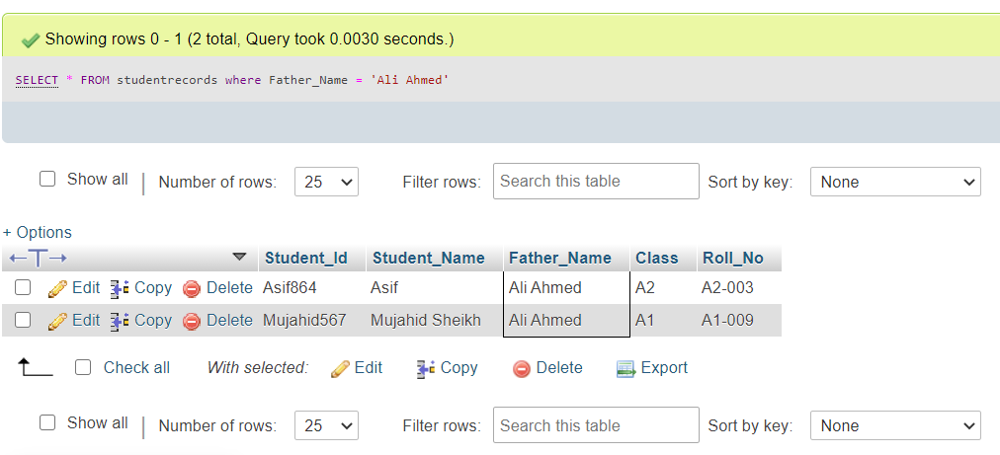 Showing rows 0 - 1 (2 total, Query took 0.0030 seconds.)
SELECT * FROM studentrecords where Father_Name = 'Ali Ahmed'
Show all | Number of rows: 25 Filter rows: Search this table Sort by key: None
+ Options
←T→ Student_Id Student_Name Father_Name Class Roll_No
Edit Copy Delete Asif864 Asif Ali Ahmed A2 A2-003
Edit Copy Delete Mujahid567 Mujahid Sheikh Ali Ahmed A1 A1-009
Check all With selected: Edit Copy Delete Export
Show all | Number of rows: 25 Filter rows: Search this table Sort by key: None